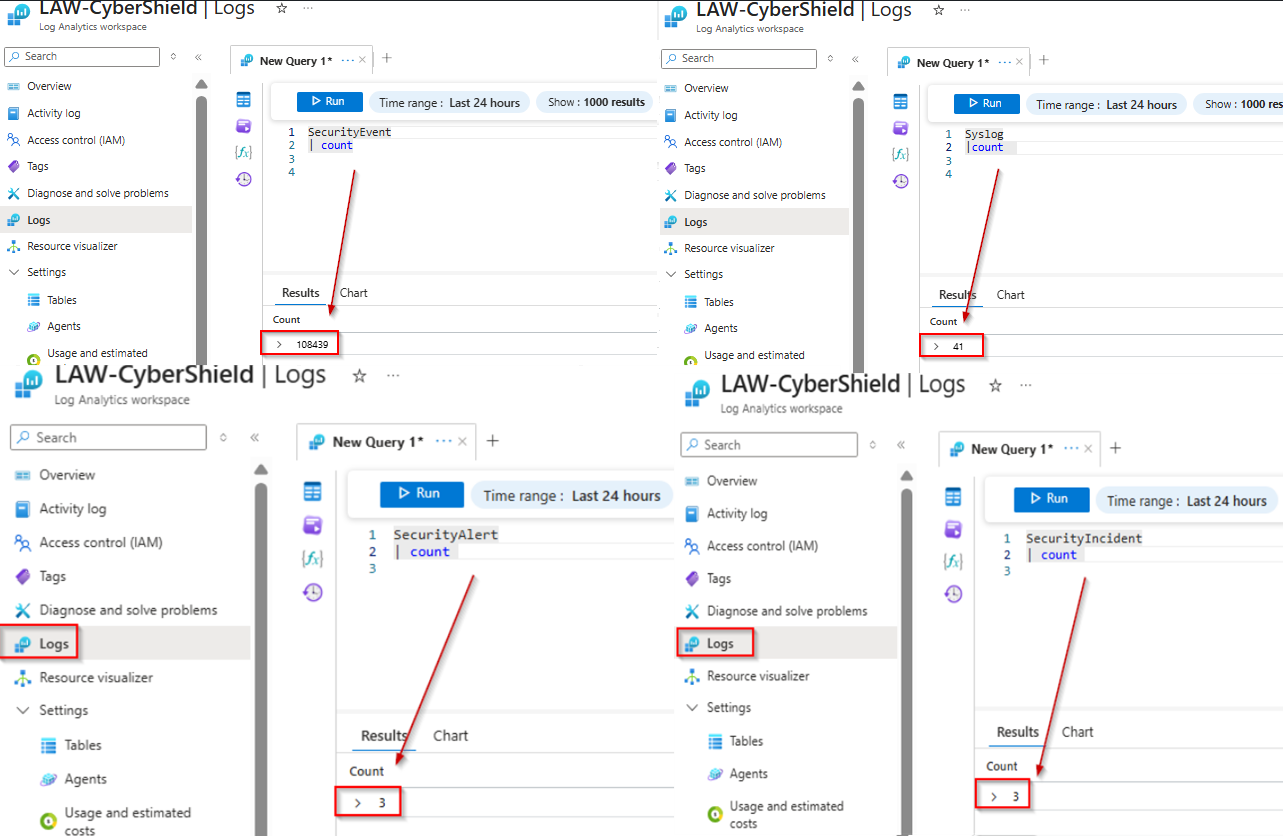 LAW-CyberShield | Logs ☆ ...
Log Analytics workspace
Search
«
New Query 1* ··· × +
Overview
Activity log
Access control (IAM)
Tags
Diagnose and solve problems
Logs
Resource visualizer
Settings
Tables
Agents
Usage and estimated
Run
Time range : Last 24 hours
Show : 1000 results
1 SecurityEvent
2 | count
3
4
Results Chart
Count
> 108439
LAW-CyberShield | Logs ☆ ...
Log Analytics workspace
Search
«
New Query 1* ··· × +
Overview
Activity log
Access control (IAM)
Tags
Diagnose and solve problems
Logs
Resource visualizer
Settings
Tables
Agents
Usage and estimated
Run
Time range : Last 24 hours
Show : 1000 res
1 Syslog
2 |count
3
4
Results Chart
Count
> 41
LAW-CyberShield | Logs ☆ ...
Log Analytics workspace
Search
«
New Query 1* ··· × +
Overview
Activity log
Access control (IAM)
Tags
Diagnose and solve problems
Logs
Resource visualizer
Settings
Tables
Agents
Usage and estimated
costs
Run
Time range : Last 24 hours
1 SecurityAlert
2 | count
3
Results Chart
Count
> 3
LAW-CyberShield | Logs ☆ ...
Log Analytics workspace
Search
«
New Query 1* ··· × +
Overview
Activity log
Access control (IAM)
Tags
Diagnose and solve problems
Logs
Resource visualizer
Settings
Tables
Agents
Usage and estimated
costs
Run
Time range : Last 24 hours
1 SecurityIncident
2 | count
3
Results Chart
Count
> 3